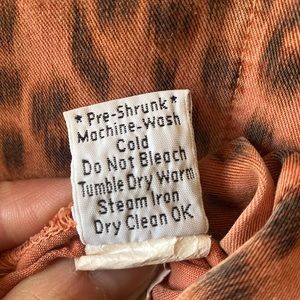 * Pre-Shrunk *
Machine-Wash
Cold
Do Not Bleach
Tumble Dry Warm
Steam Iron
Dry Clean OK